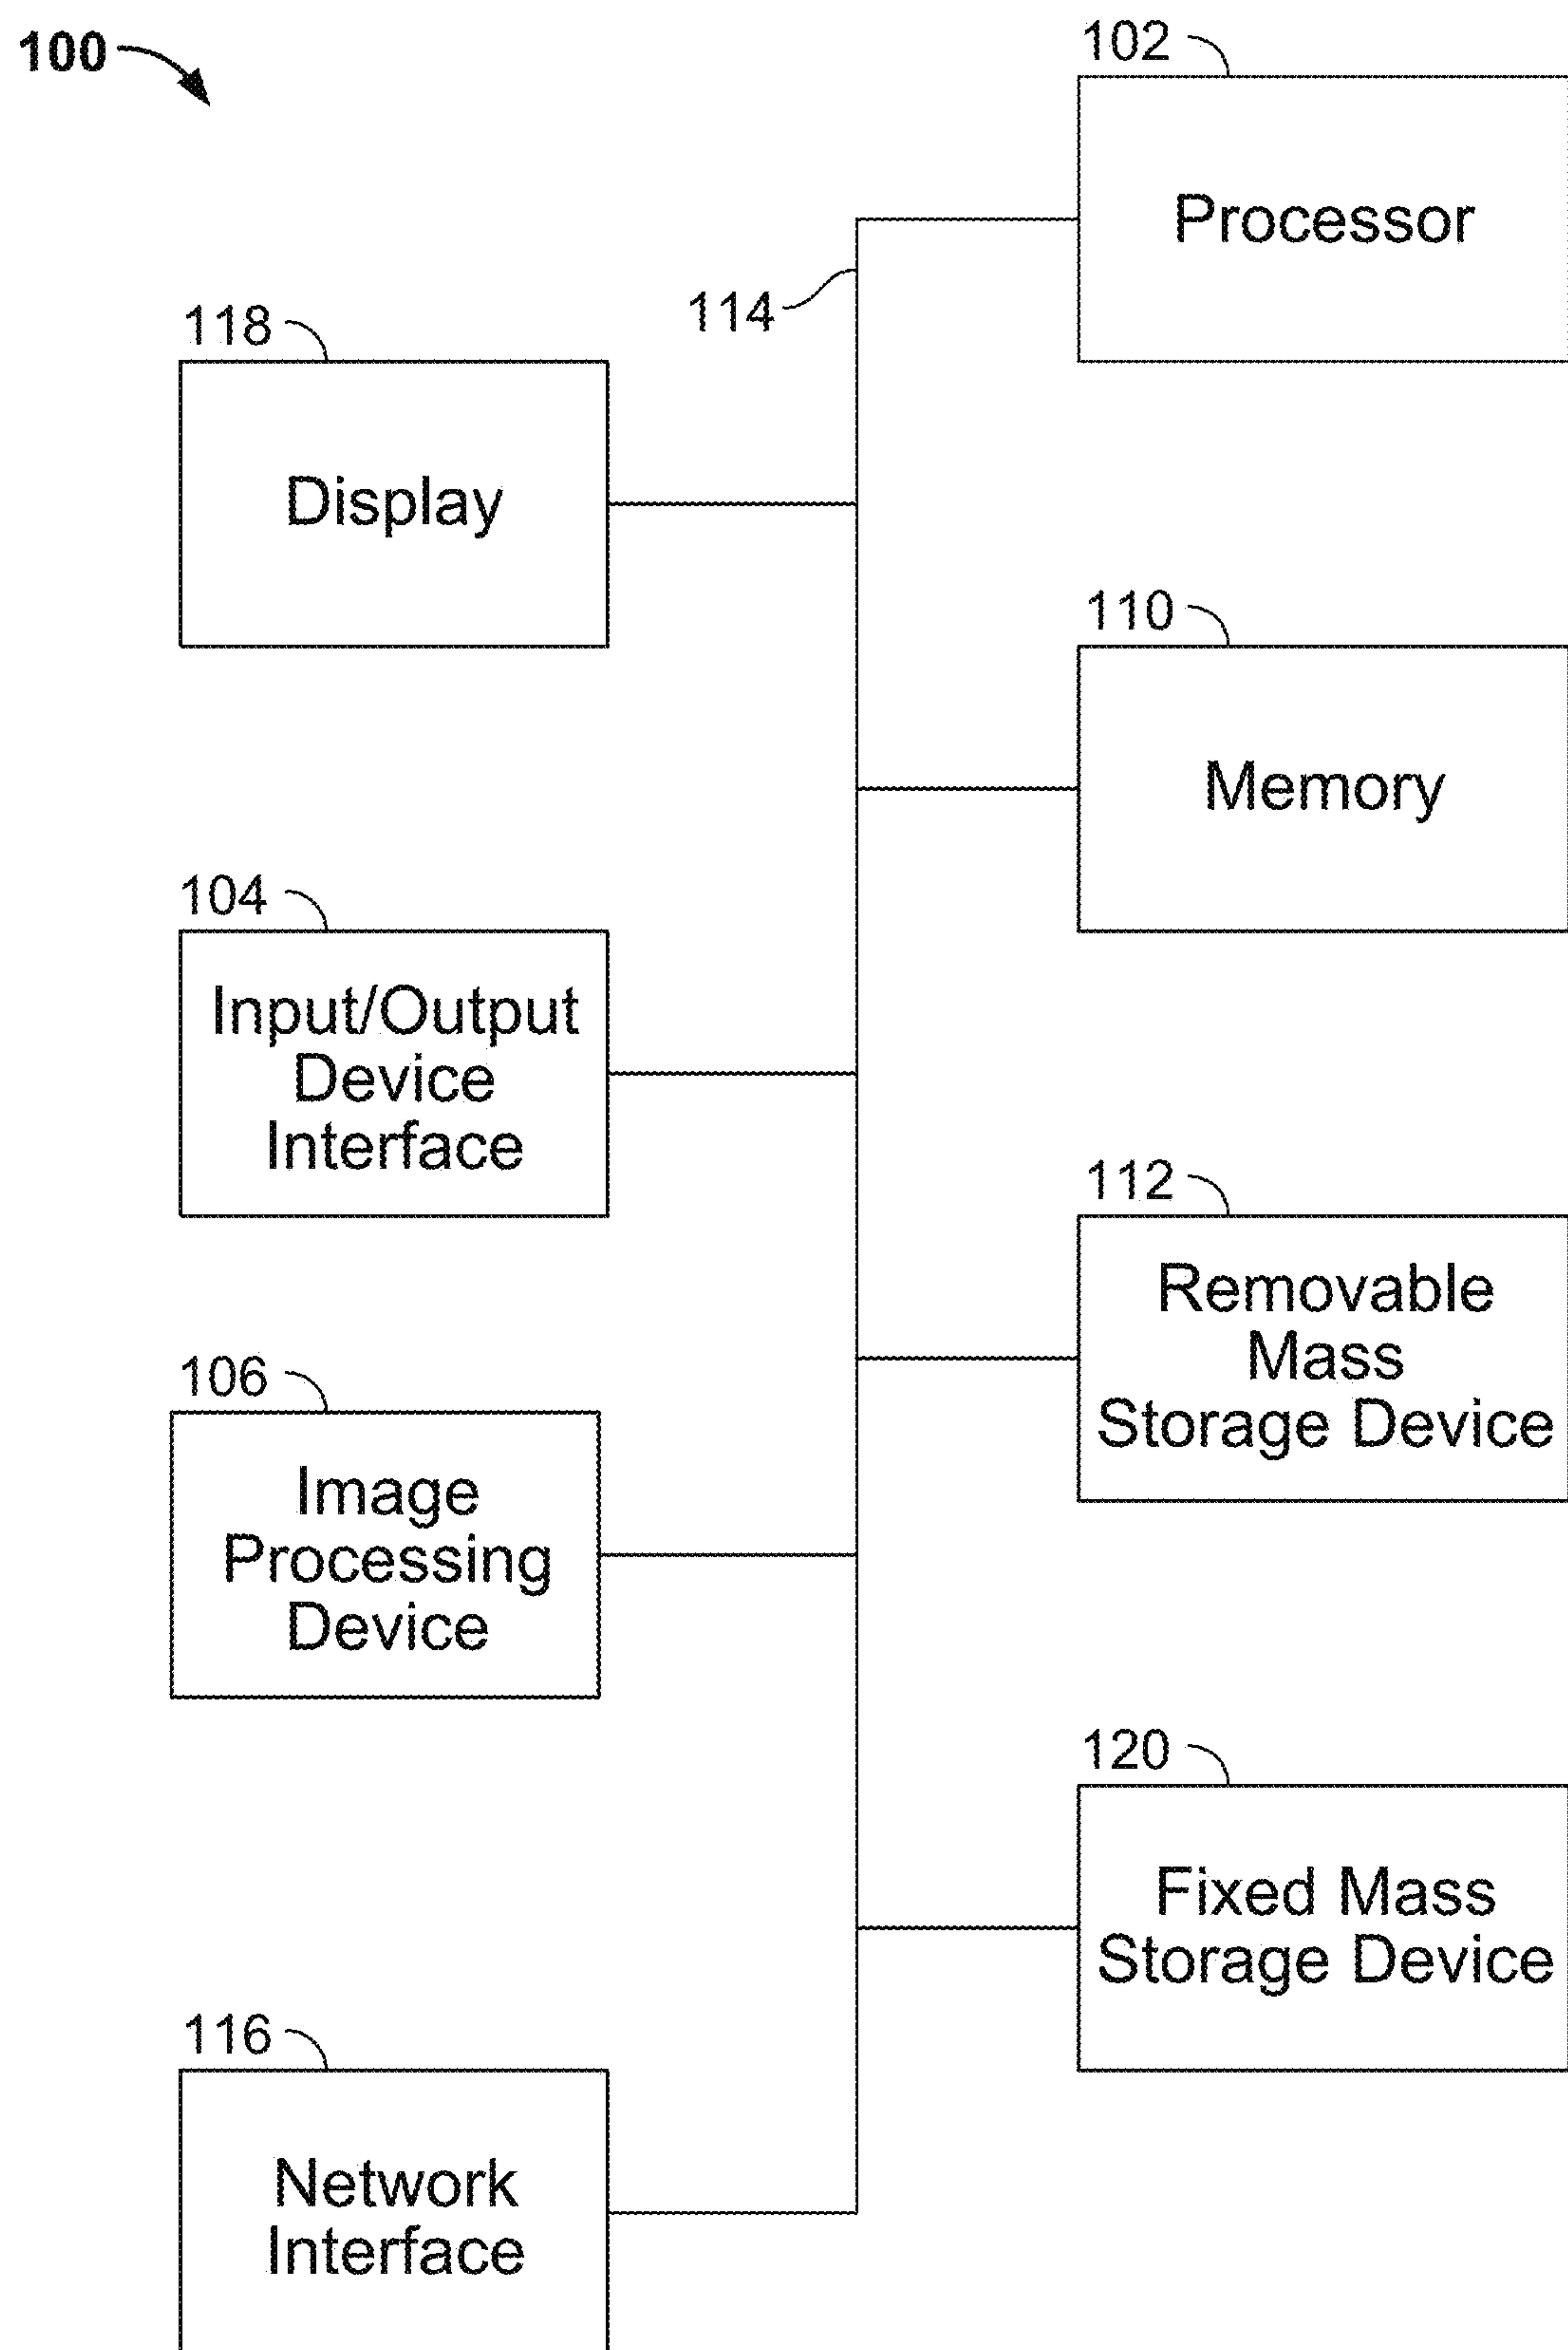 100
102
Processor
114
118
Display
110
Memory
104
Input/Output
Device
Interface
112
Removable
Mass
Storage Device
106
Image
Processing
Device
120
Fixed Mass
Storage Device
116
Network
Interface